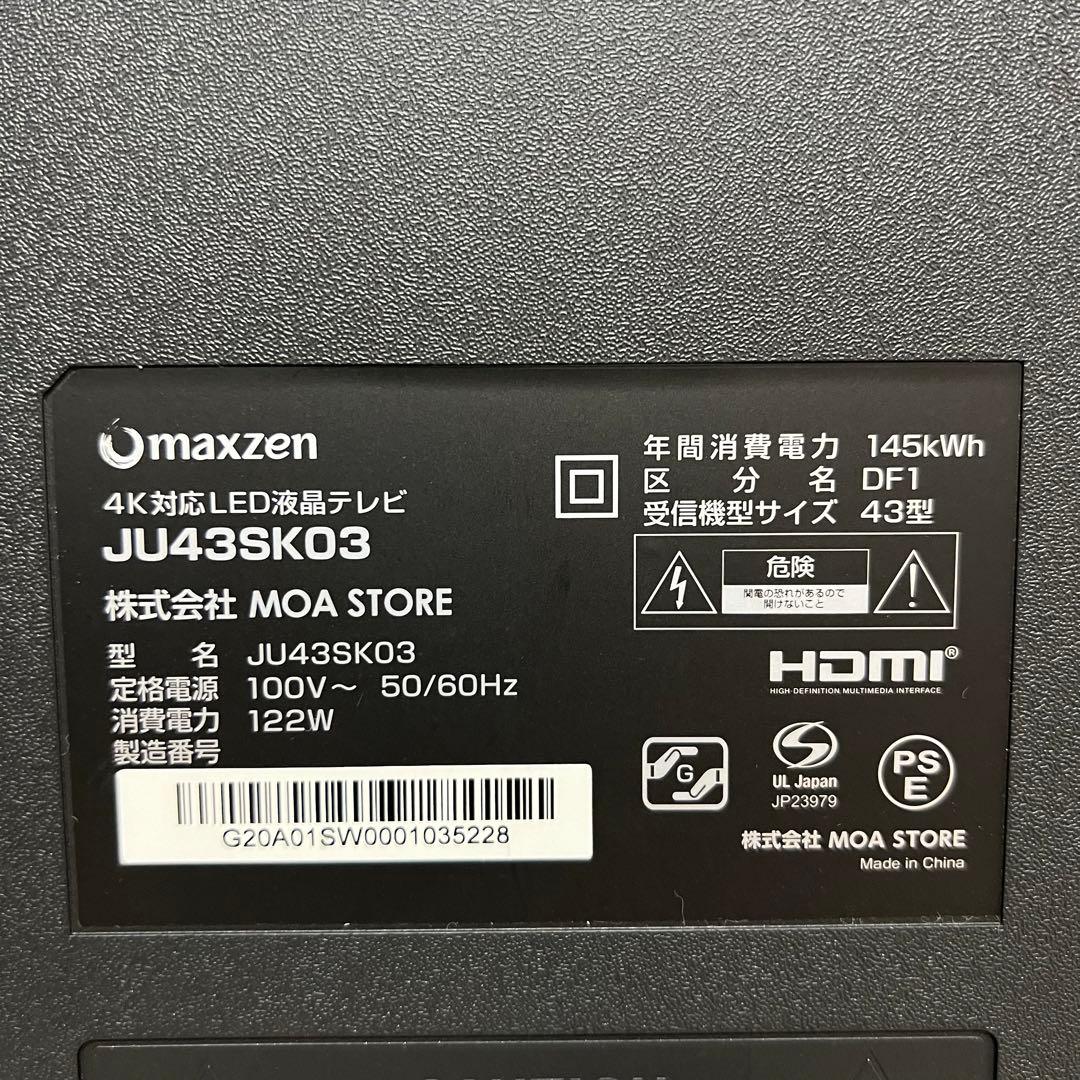 maxzen
4K対応LED液晶テレビ
JU43SK03
株式会社 MOA STORE
型名 JU43SK03
定格電源 100V～ 50/60Hz
消費電力 122W
製造番号
G20A01SW0001035228
年間消費電力 145kWh
区分名 DF1
受信機型サイズ 43型
危険
関電の恐れがあるので
開けないこと
HDMI®
HIGH-DEFINITION MULTIMEDIA INTERFACE
G
UL Japan
JP23979
PS
E
株式会社 MOA STORE
Made in China